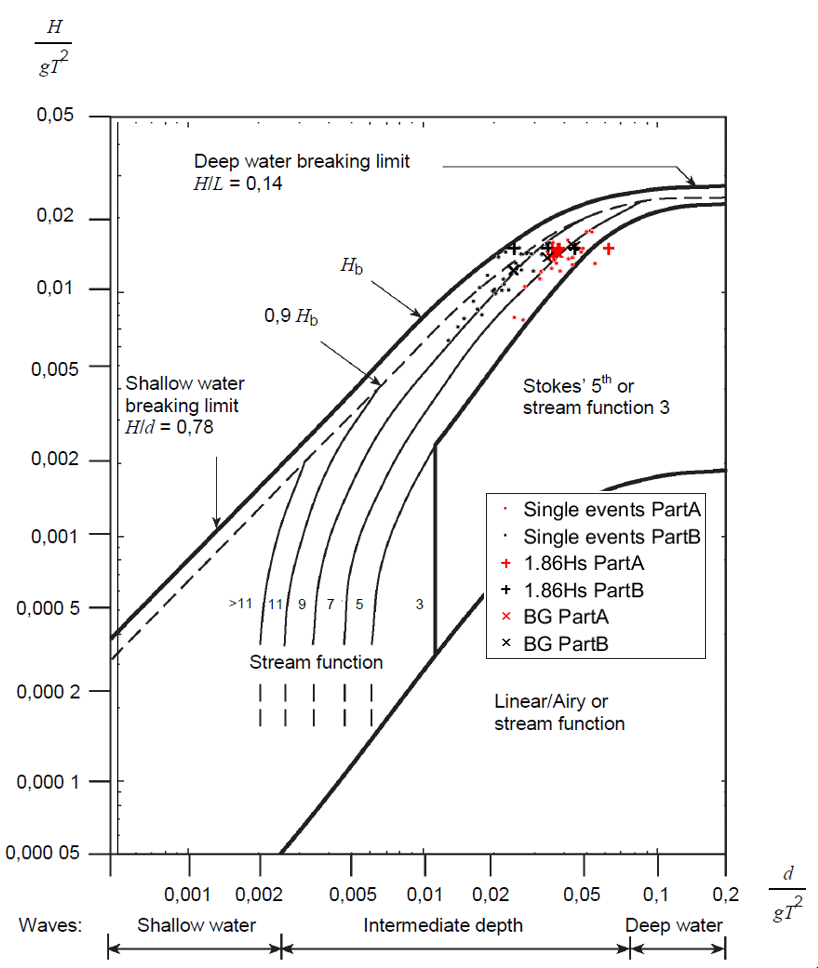 H
gT2
0,05
0,02
0,01
0,005
0,002
0,001
0,000 5
0,000 2
0,000 1
0,000 05
Deep water breaking limit
H/L = 0,14
Hb
0,9 Hb
Shallow water
breaking limit
H/d = 0,78
Stokes' 5th or
stream function 3
Single events PartA
Single events PartB
1.86Hs PartA
1.86Hs PartB
BG PartA
BG PartB
>11
11
9
7
5
3
Stream function
Linear/Airy or
stream function
0,001
0,002
0,005
0,01
0,02
0,05
0,1
0,2
d
gT2
Waves:
Shallow water
Intermediate depth
Deep water